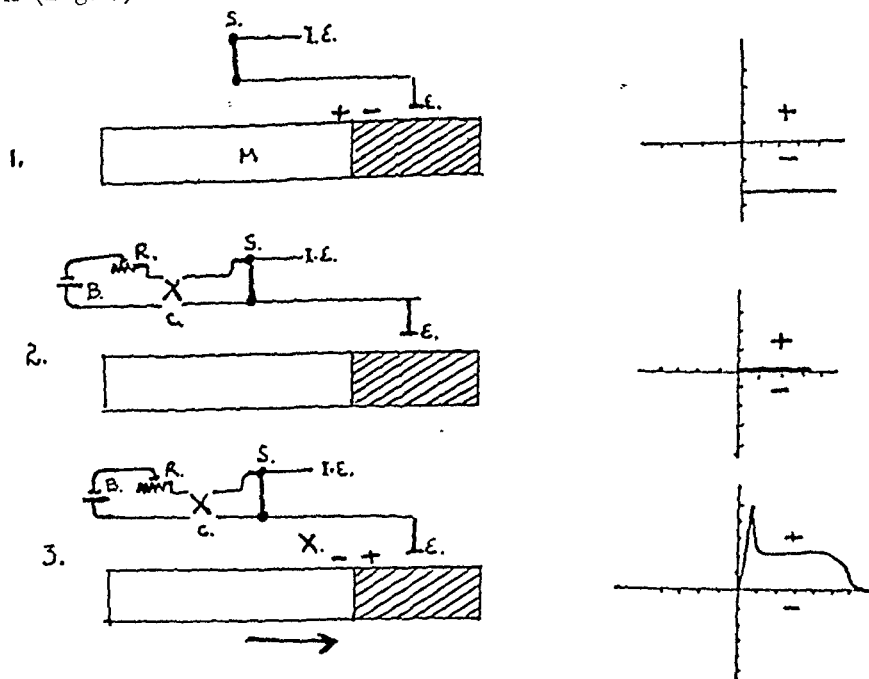 S.
I.E.
E.
+ -
M
1.
+
-
R.
S.
I.E.
B.
C.
E.
2.
+
-
R.
S.
I.E.
B.
C.
X.
- +
E.
3.
+
-